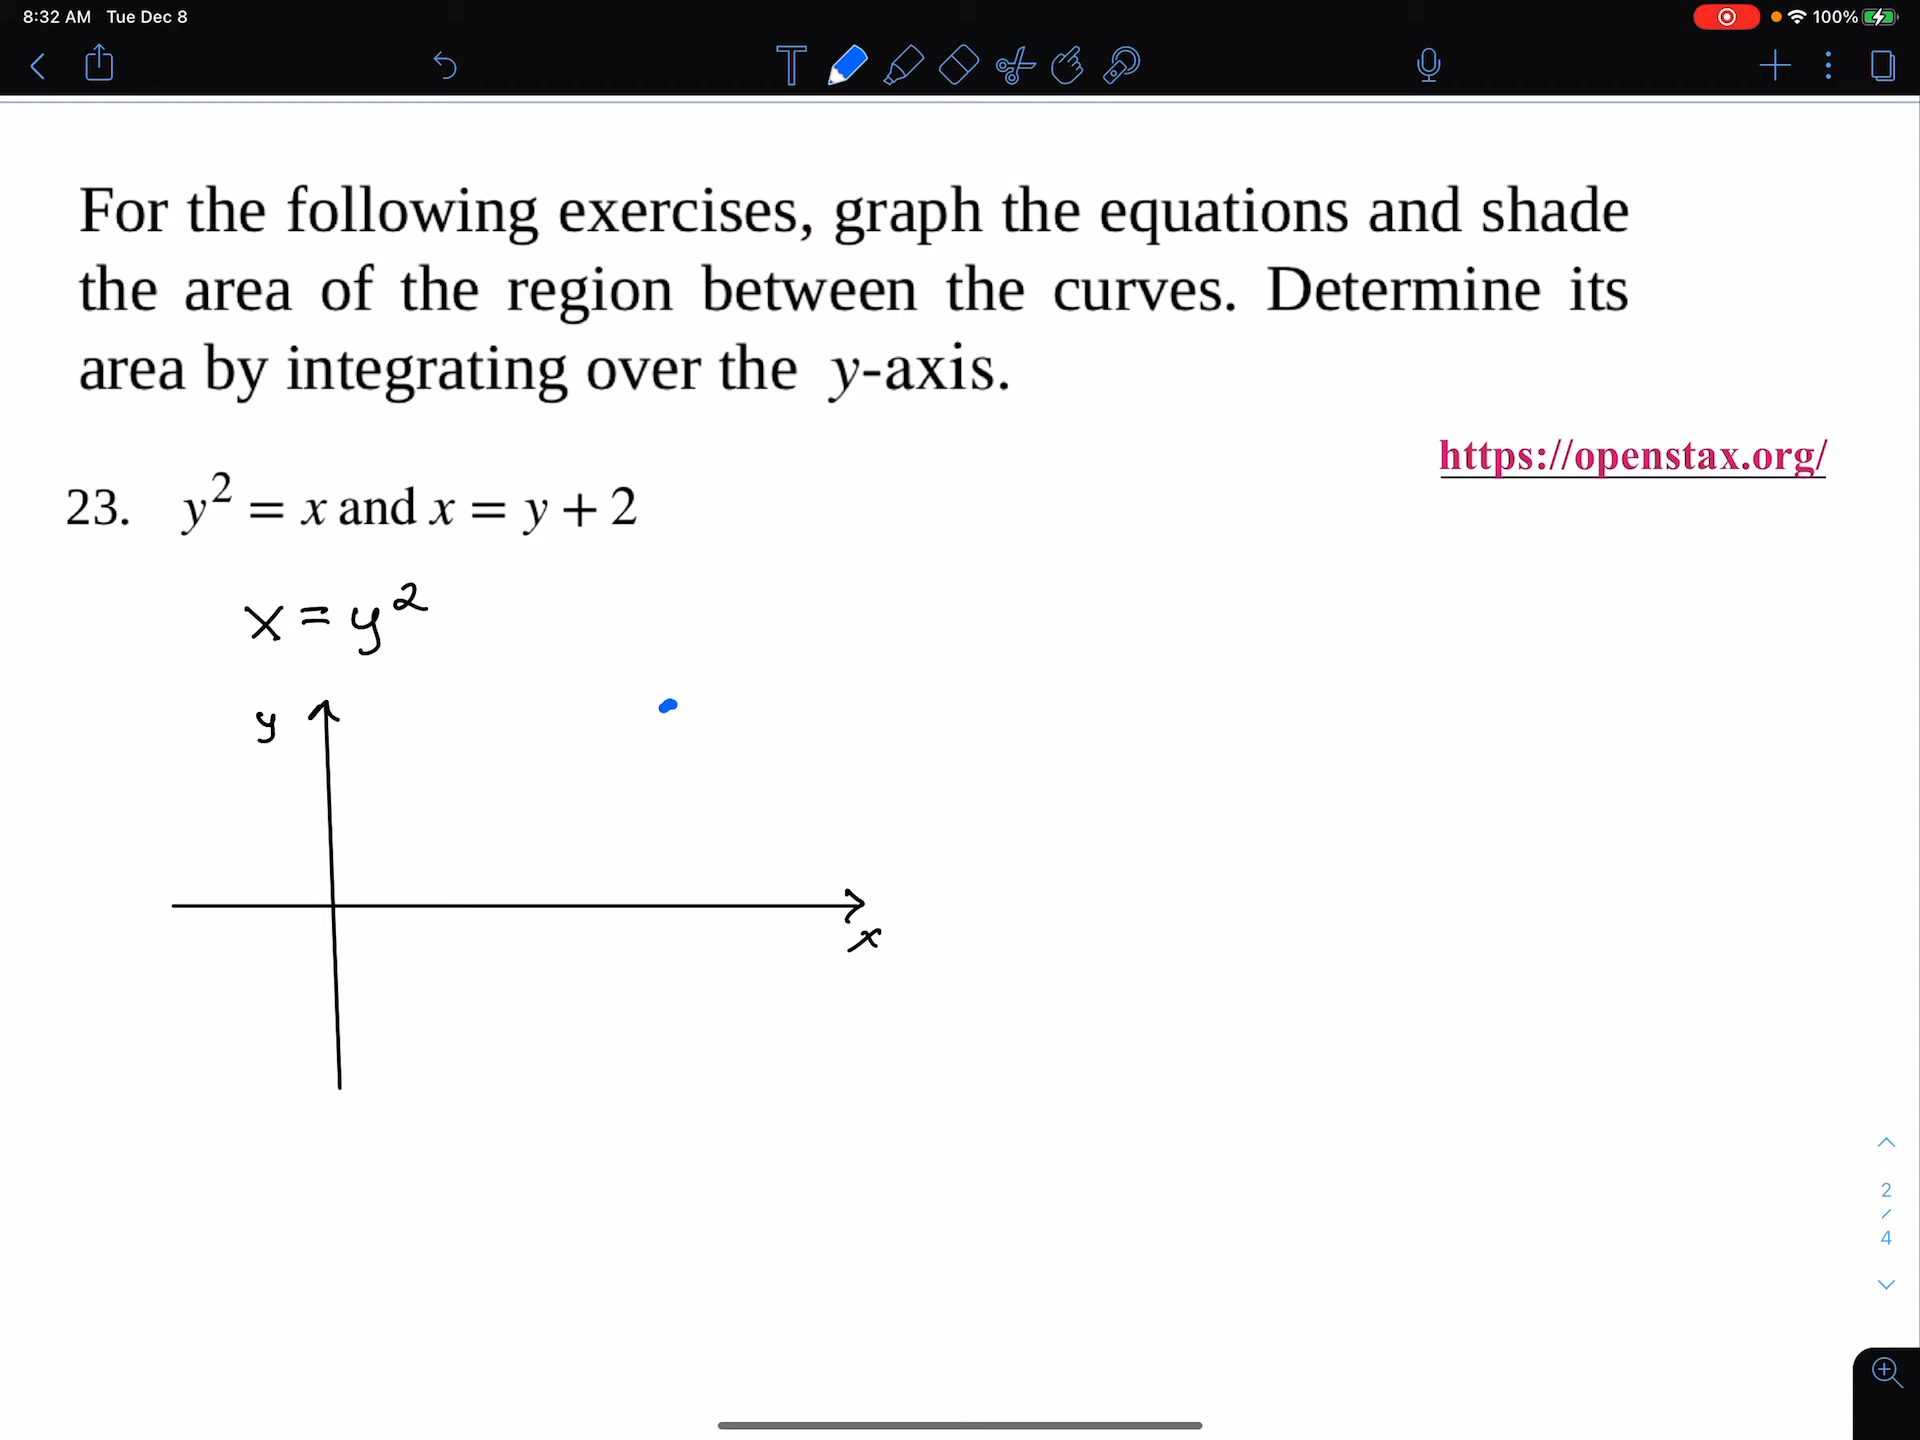 8:32 AM Tue Dec 8
100%
For the following exercises, graph the equations and shade
the area of the region between the curves. Determine its
area by integrating over the y-axis.
https://openstax.org/
23. y² = x and x = y + 2
x = y²
y
x
2
/
4